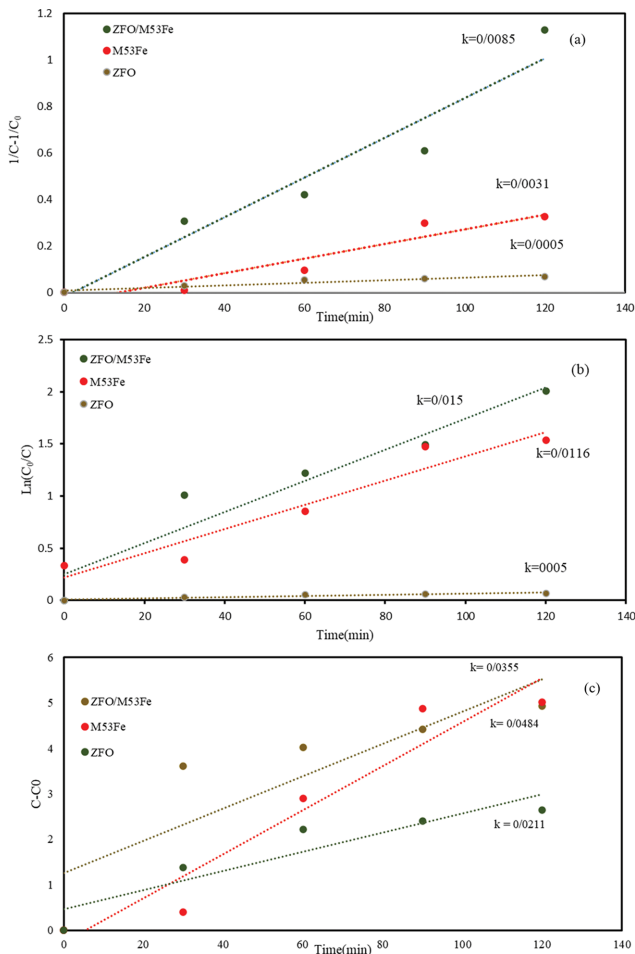 1.2
ZFO/M53Fe
k=0/0085
(a)
1
M53Fe
ZFO
0.8
1/C-1/C0
0.6
k=0/0031
0.4
k=0/0005
0.2
0
0 20 40 60 80 100 120 140
Time(min)
2.5
ZFO/M53Fe
(b)
M53Fe
2
k=0/015
ZFO
1.5
k=0/0116
Ln(C0/C)
1
k=0005
0.5
0
0 20 40 60 80 100 120 140
Time(min)
6
k= 0/0355
(c)
ZFO/M53Fe
5
M53Fe
k= 0/0484
4
ZFO
C-C0
3
k = 0/0211
2
1
0
0 20 40 60 80 100 120 140
Time(min)